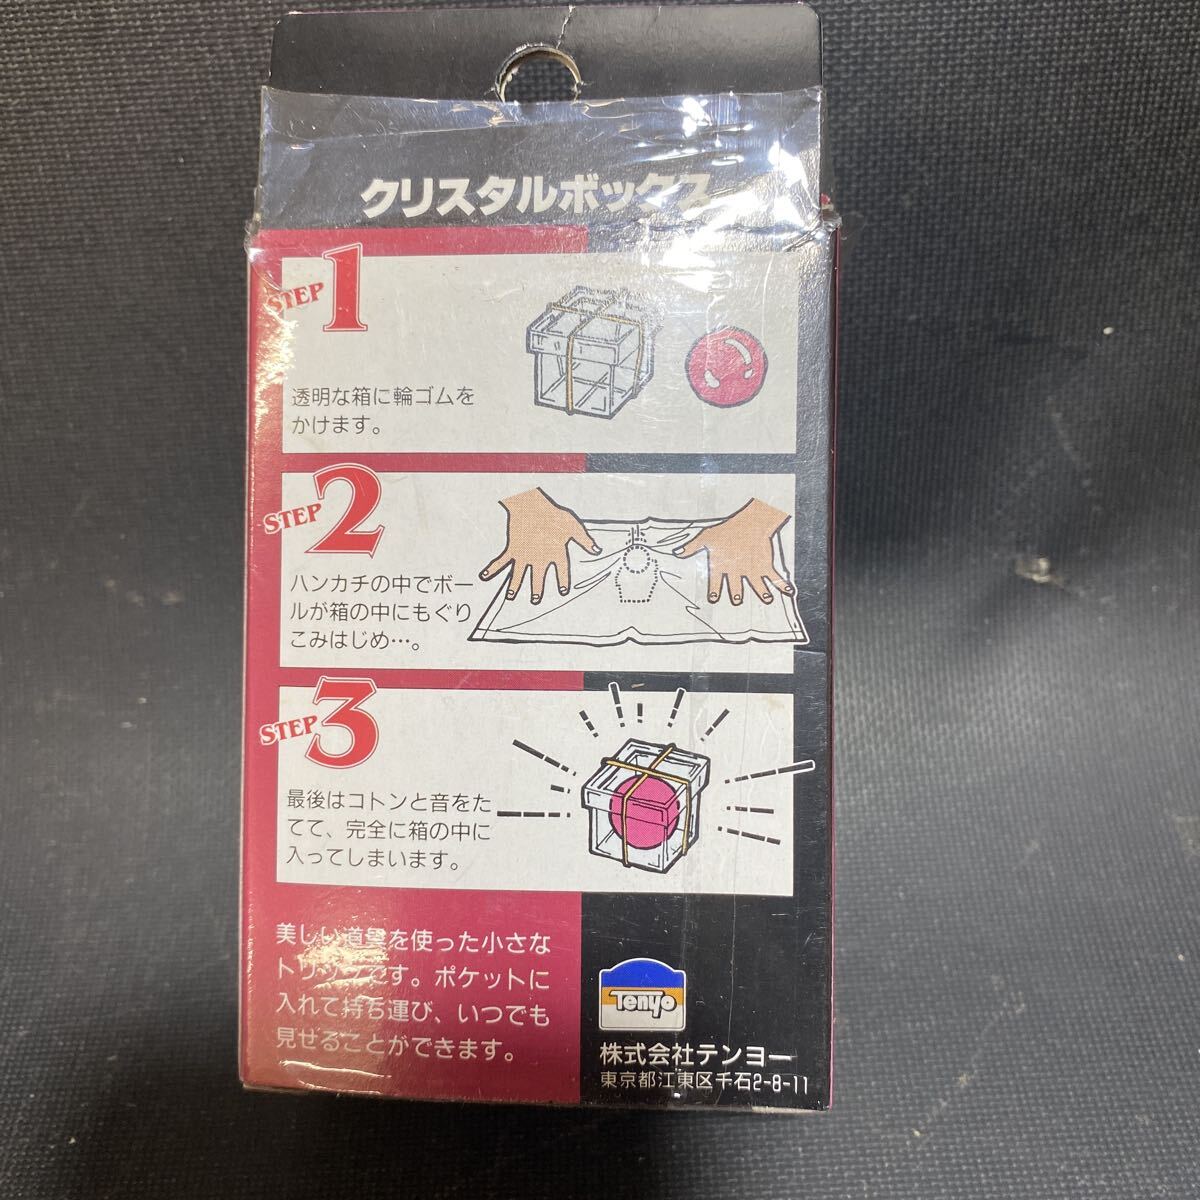 クリスタルボックス
STEP 1
透明な箱に輪ゴムを
かけます。
STEP 2
ハンカチの中でボー
ルが箱の中にもぐり
こみはじめ…。
STEP 3
最後はコトンと音をた
てて、完全に箱の中に
入ってしまいます。
美しい道具を使った小さな
トリックです。ポケットに
入れて持ち運び、いつでも
見せることができます。
Tenyo
株式会社テンヨー
東京都江東区千石2-8-11